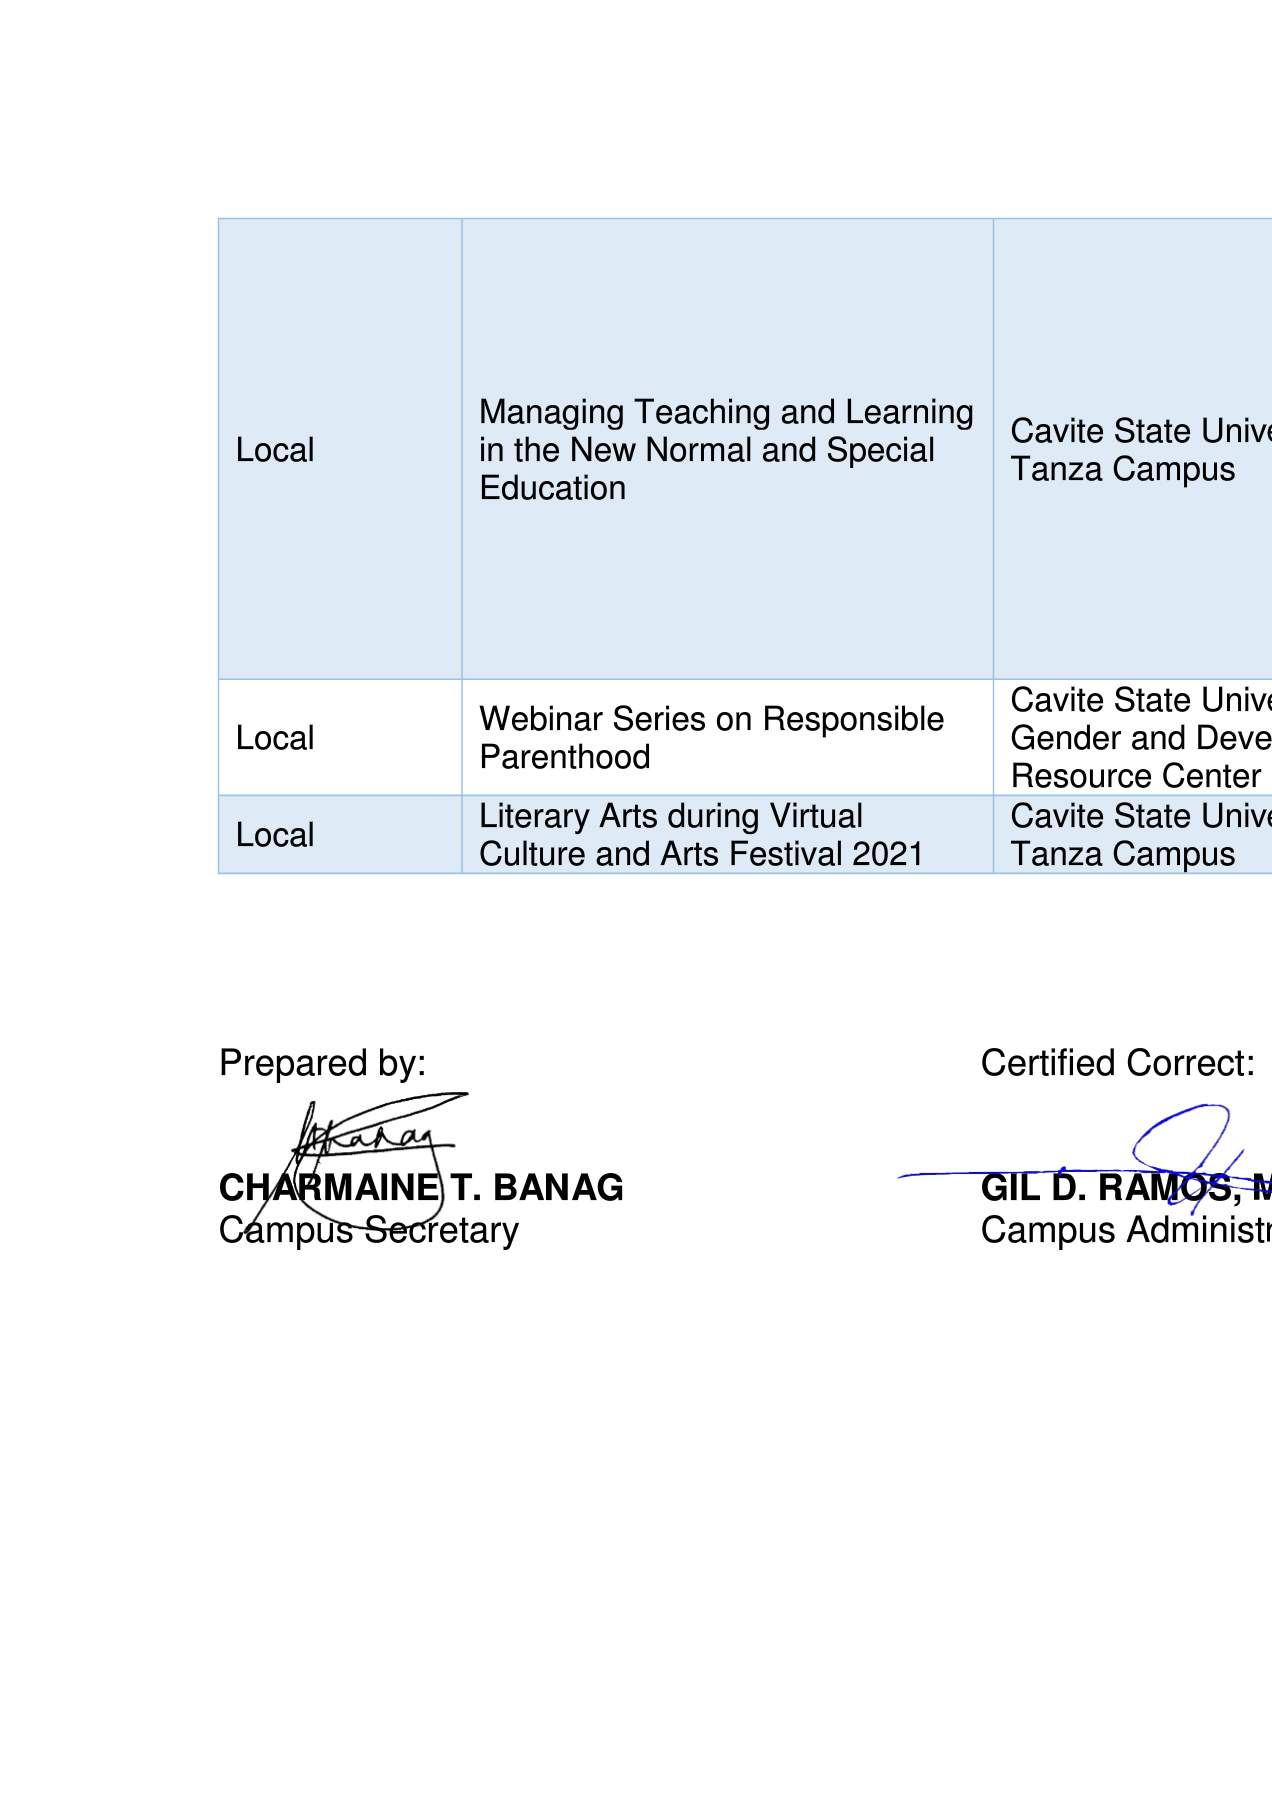 Local
Managing Teaching and Learning
in the New Normal and Special
Education
Cavite State Unive
Tanza Campus
Local
Webinar Series on Responsible
Parenthood
Cavite State Unive
Gender and Deve
Resource Center
Local
Literary Arts during Virtual
Culture and Arts Festival 2021
Cavite State Unive
Tanza Campus
Prepared by:
CHARMAINE T. BANAG
Campus Secretary
Certified Correct:
GIL D. RAMOS, M
Campus Administr